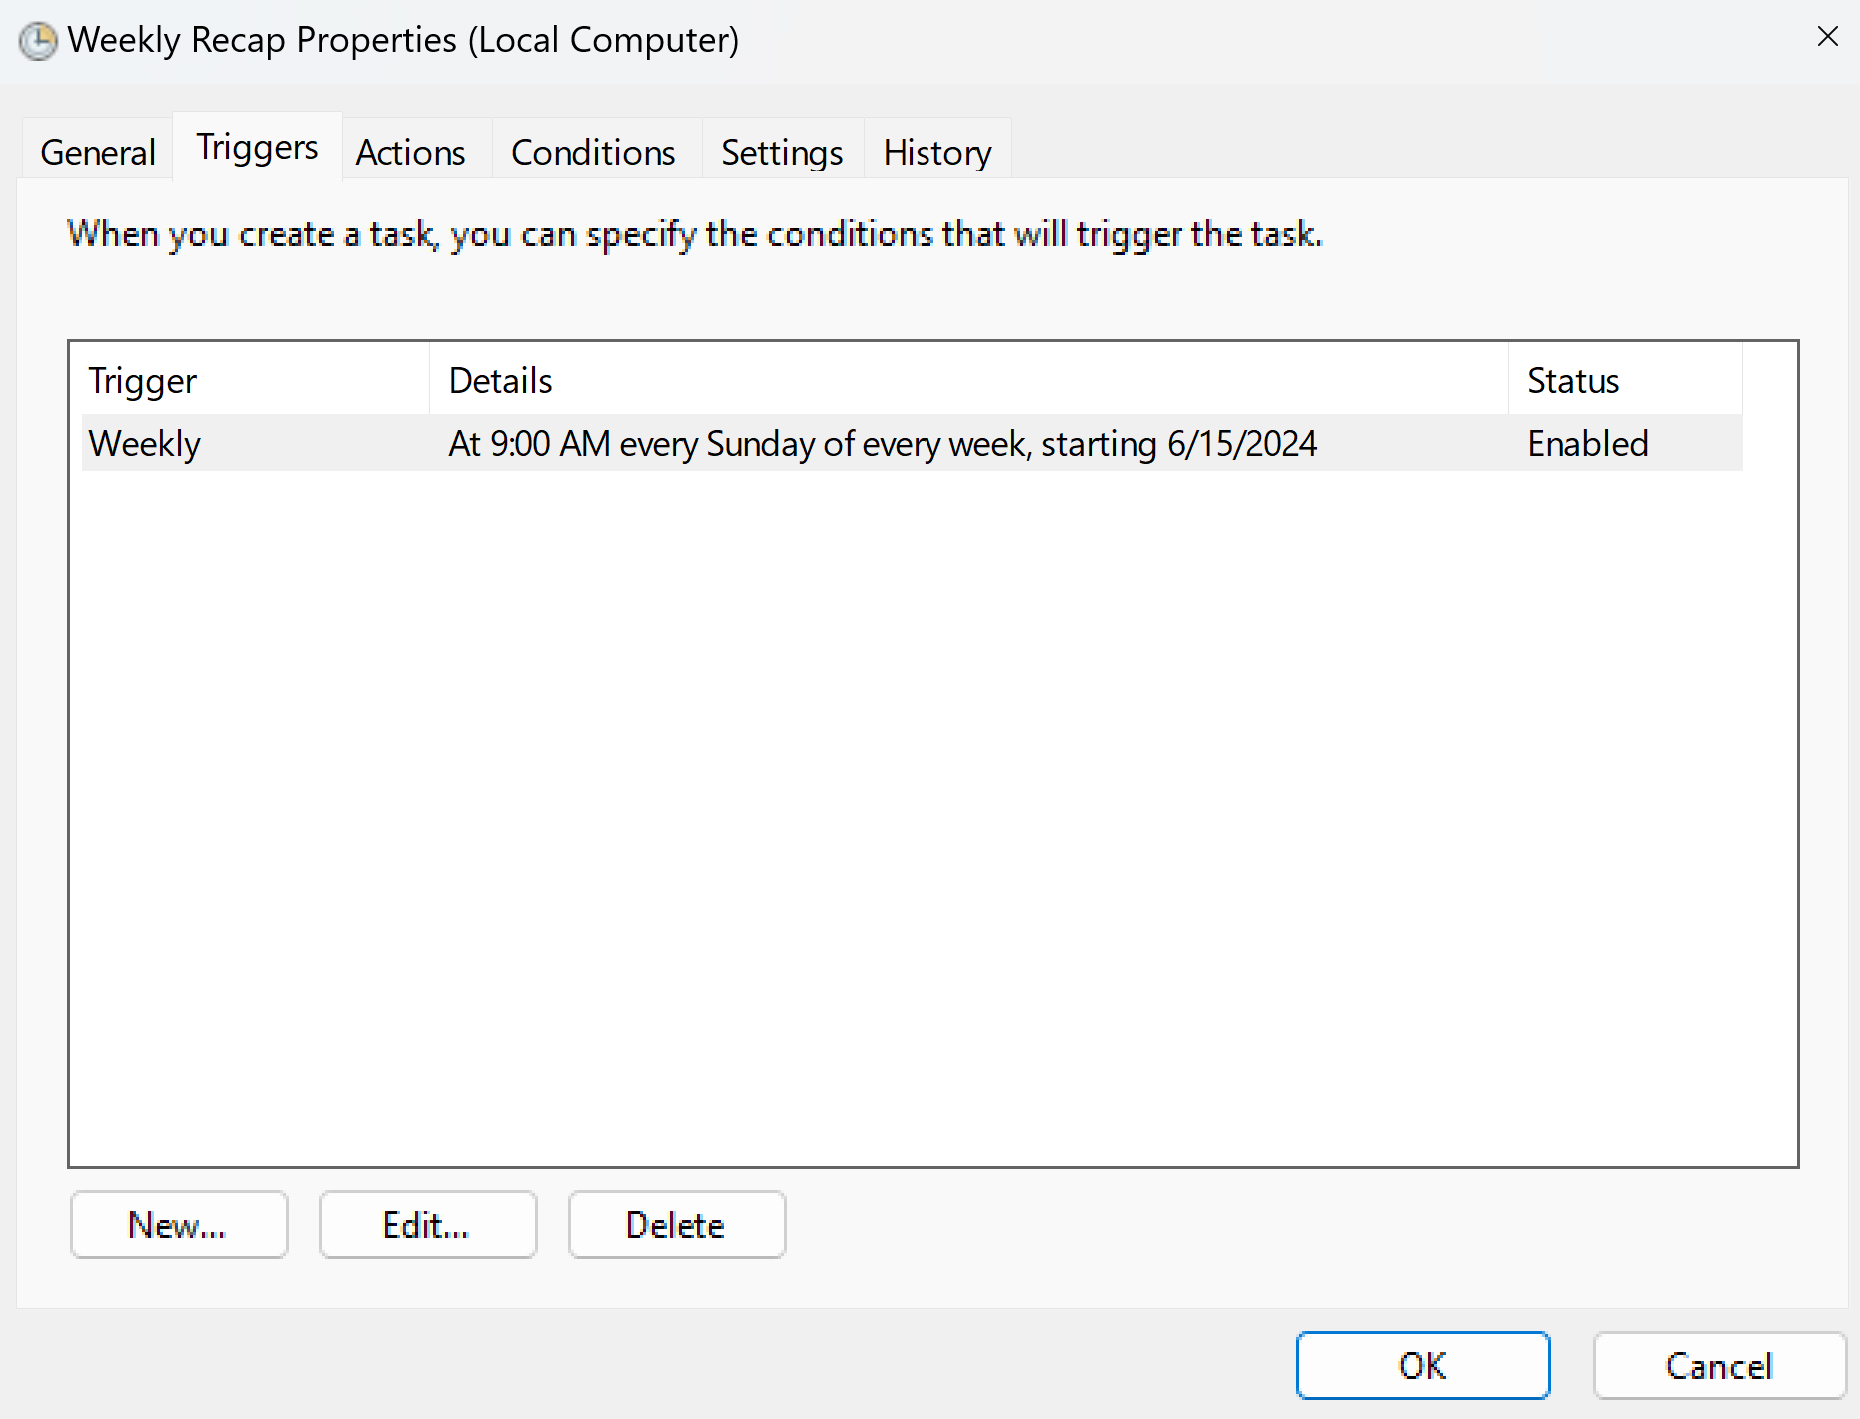 Weekly Recap Properties (Local Computer)
General Triggers Actions Conditions Settings History
When you create a task, you can specify the conditions that will trigger the task.
Trigger Details Status
Weekly At 9:00 AM every Sunday of every week, starting 6/15/2024 Enabled
New... Edit... Delete
OK Cancel